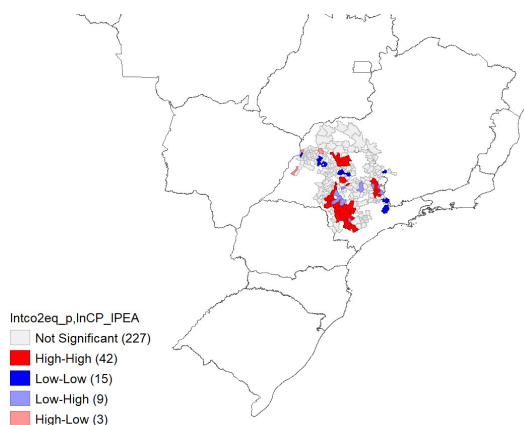 lntco2eq_p,lnCP_IPEA
Not Significant (227)
High-High (42)
Low-Low (15)
Low-High (9)
High-Low (3)